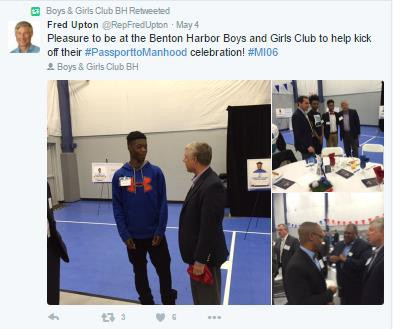 Boys & Girls Club BH Retweeted
Fred Upton @RepFredUpton · May 4
Pleasure to be at the Benton Harbor Boys and Girls Club to help kick
off their #PassporttoManhood celebration! #MI06
Boys & Girls Club BH
3
6